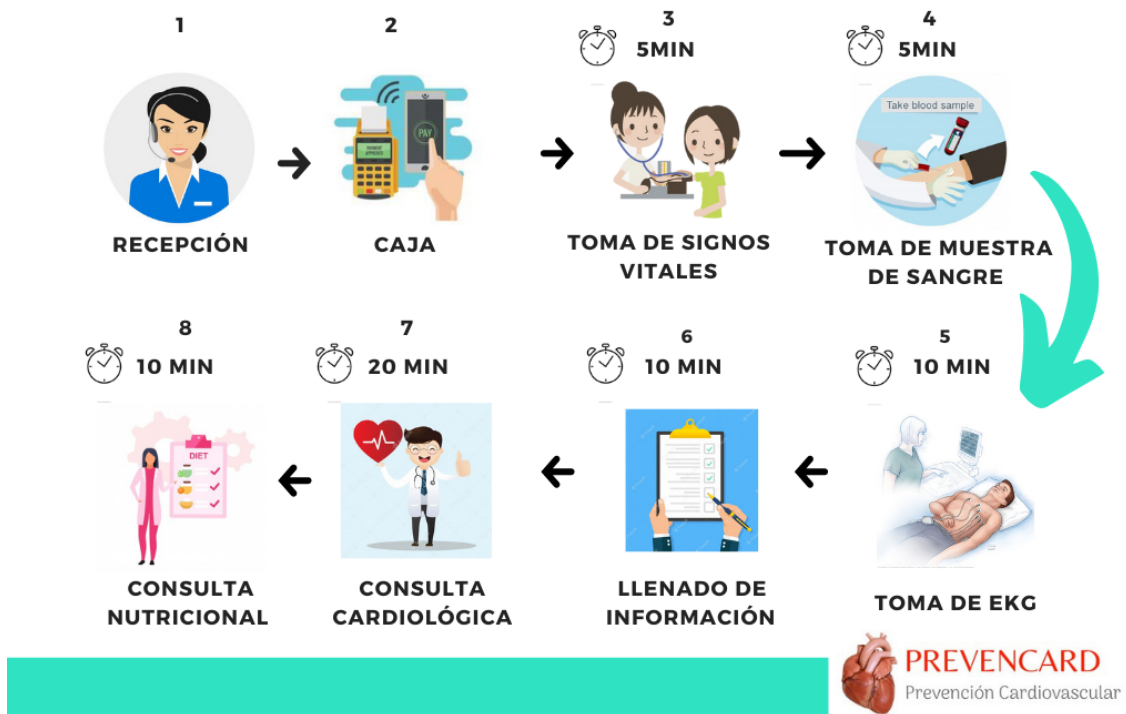 1
RECEPCIÓN
2
PAY
CAJA
3
5MIN
TOMA DE SIGNOS
VITALES
4
5MIN
Take blood sample
TOMA DE MUESTRA
DE SANGRE
5
10 MIN
TOMA DE EKG
6
10 MIN
LLENADO DE
INFORMACIÓN
7
20 MIN
CONSULTA
CARDIOLÓGICA
8
10 MIN
DIET
CONSULTA
NUTRICIONAL
PREVENCARD
Prevención Cardiovascular